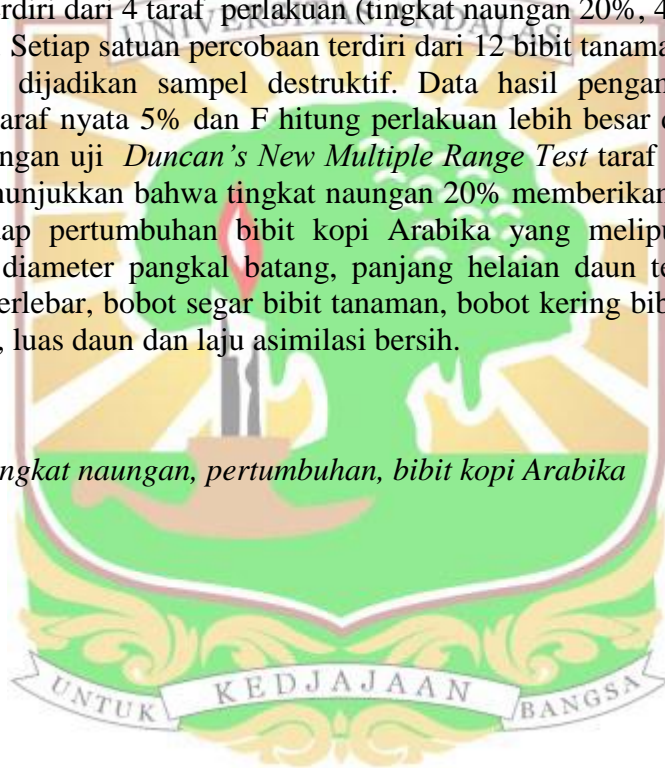 erdiri dari 4 taraf perlakuan (tingkat naungan 20%, 4
Setiap satuan percobaan terdiri dari 12 bibit tanama
dijadikan sampel destruktif. Data hasil pengam
araf nyata 5% dan F hitung perlakuan lebih besar
ngan uji Duncan's New Multiple Range Test taraf
nunjukkan bahwa tingkat naungan 20% memberikan
ap pertumbuhan bibit kopi Arabika yang melipu
diameter pangkal batang, panjang helaian daun te
erlebar, bobot segar bibit tanaman, bobot kering bib
, luas daun dan laju asimilasi bersih.
ngkat naungan, pertumbuhan, bibit kopi Arabika
UNIVERSITAS ANDALAS
UNTUK KEDJAJAAN BANGSA